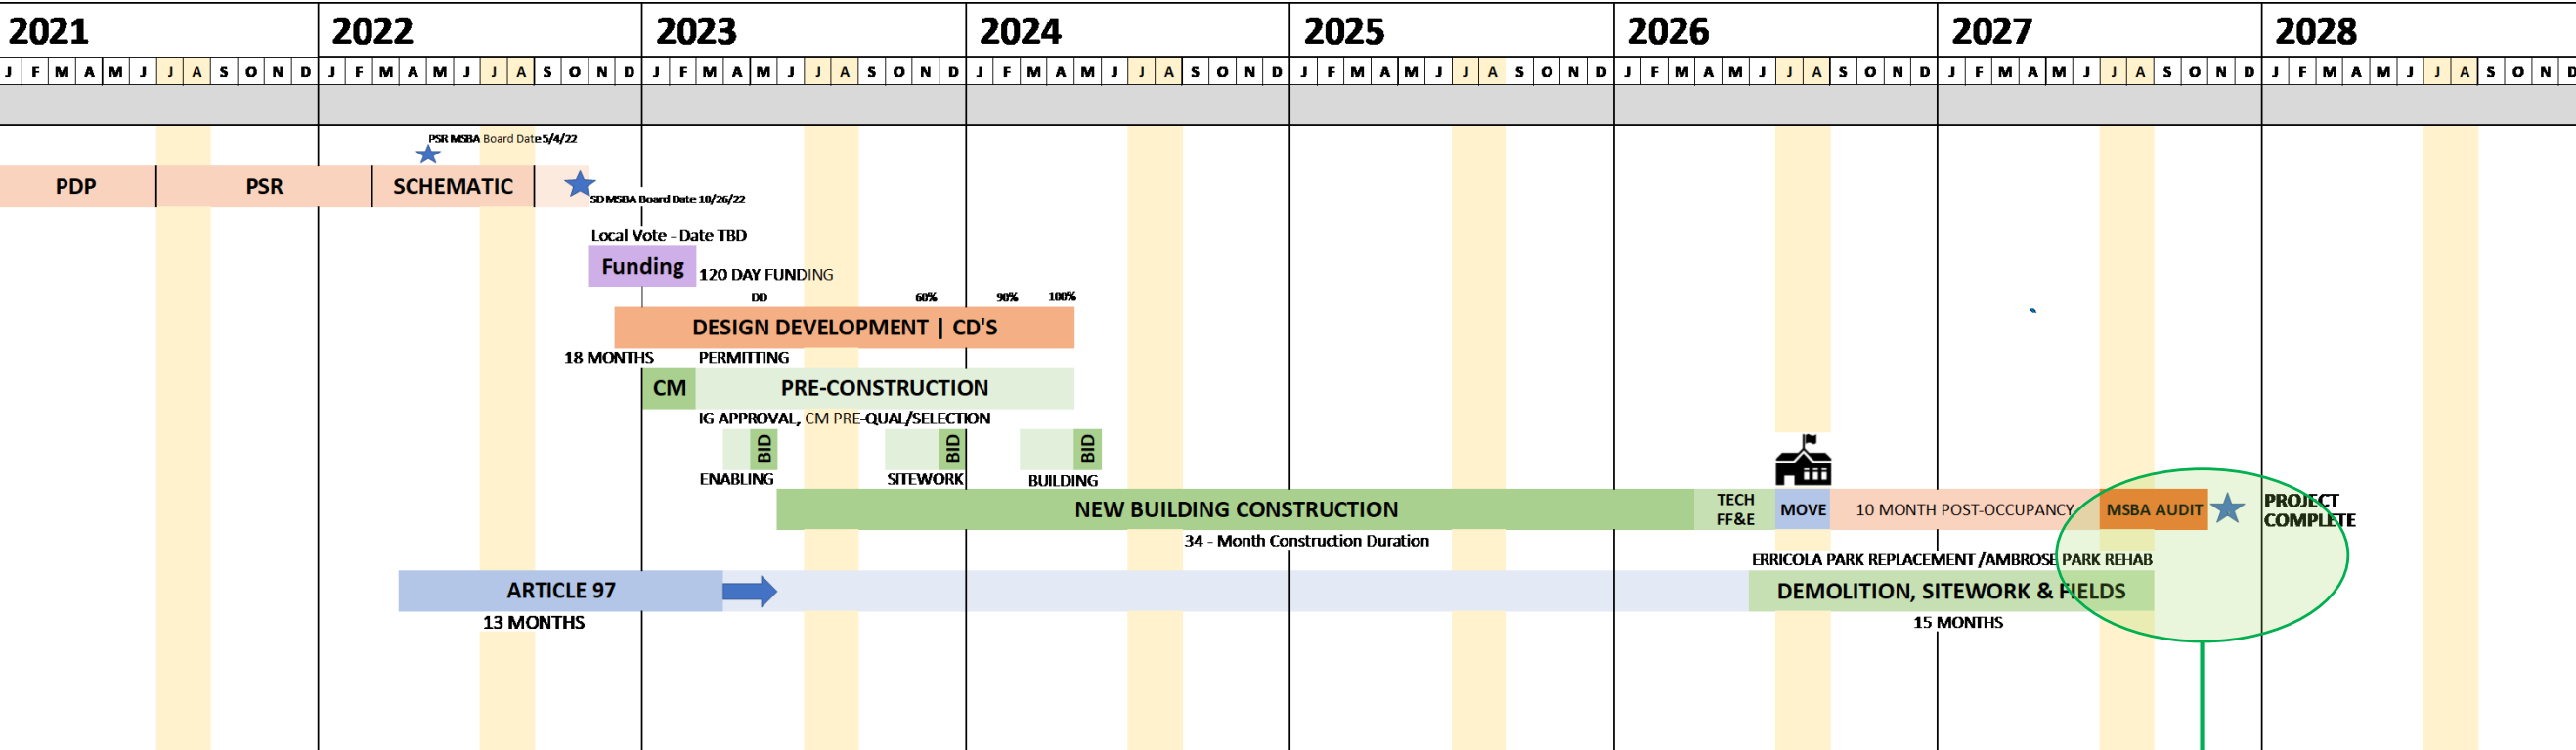 2021 2022 2023 2024 2025 2026 2027 2028
J F M A M J J A S O N D J F M A M J J A S O N D J F M A M J J A S O N D J F M A M J J A S O N D J F M A M J J A S O N D J F M A M J J A S O N D J F M A M J J A S O N D J F M A M J J A S O N D
PSR MSBA Board Date 5/4/22
PDP PSR SCHEMATIC
SD MSBA Board Date 10/26/22
Local Vote - Date TBD
Funding
120 DAY FUNDING
DD 60% 90% 100%
DESIGN DEVELOPMENT | CD'S
18 MONTHS PERMITTING
CM PRE-CONSTRUCTION
IG APPROVAL, CM PRE-QUAL/SELECTION
BID BID BID
ENABLING SITEWORK BUILDING
NEW BUILDING CONSTRUCTION
TECH
FF&E
MOVE 10 MONTH POST-OCCUPANCY MSBA AUDIT
PROJECT
COMPLETE
34 - Month Construction Duration
ERRICOLA PARK REPLACEMENT /AMBROSE PARK REHAB
ARTICLE 97 DEMOLITION, SITEWORK & FIELDS
13 MONTHS 15 MONTHS